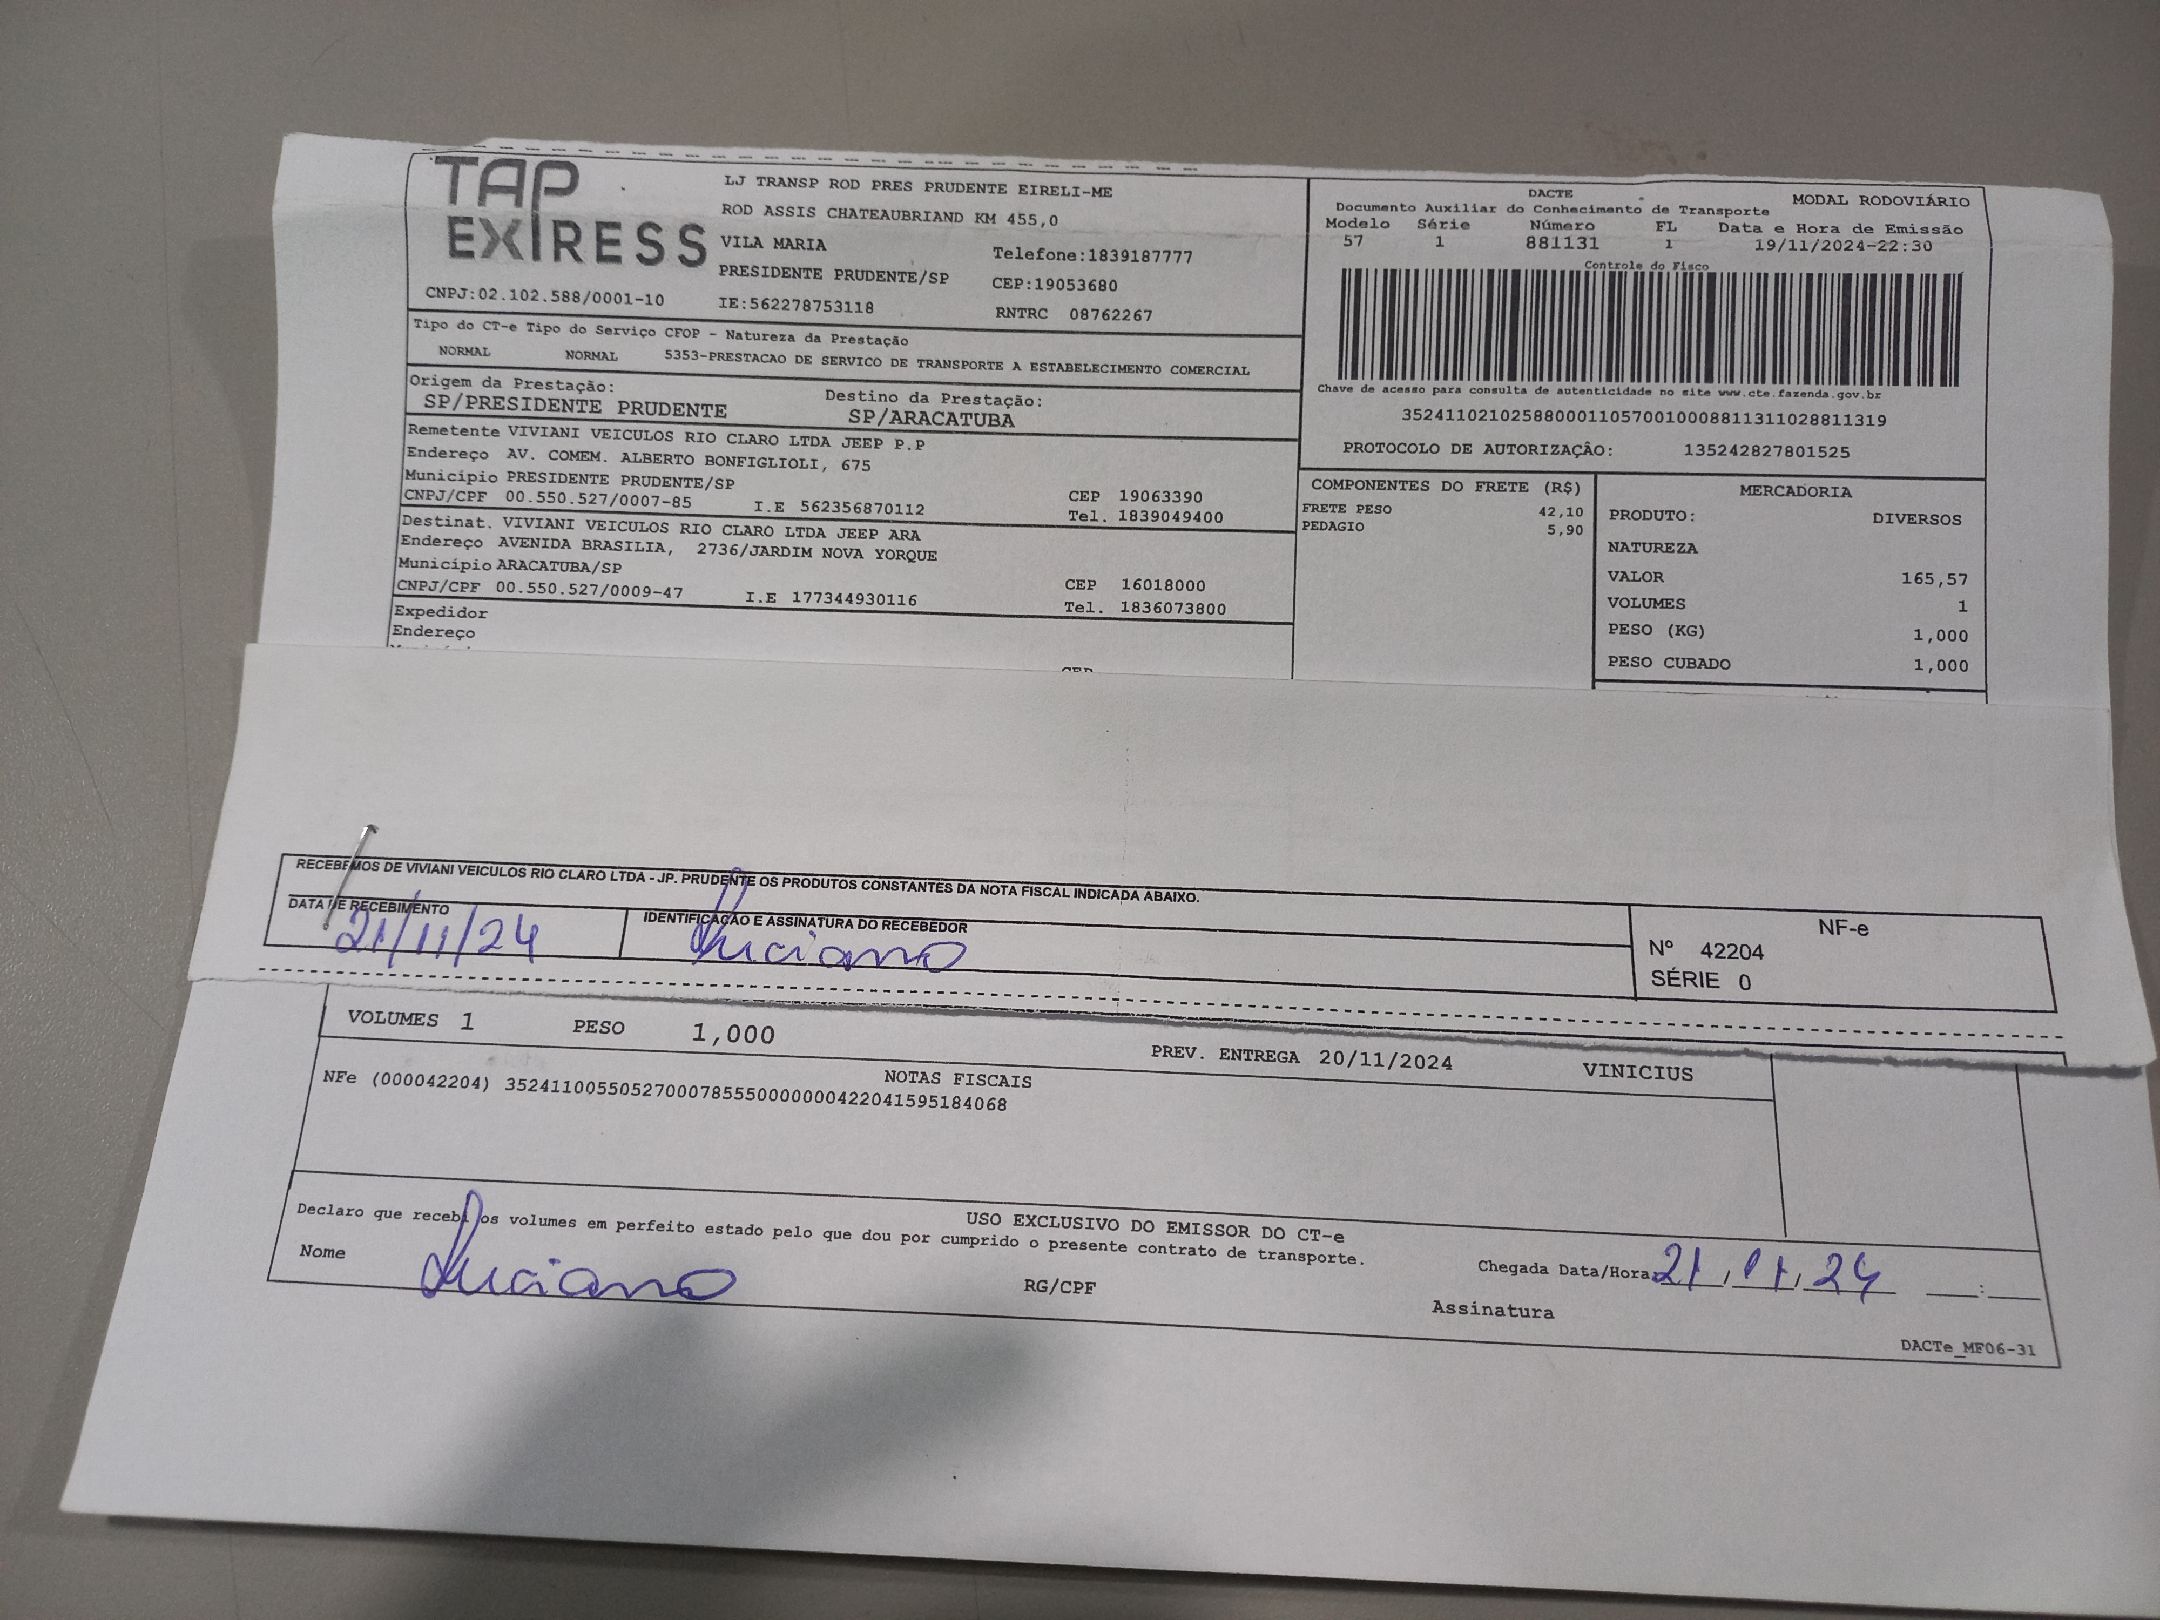 TAP
EXPRESS
LJ TRANSP ROD PRES PRUDENTE EIRELI-ME
ROD ASSIS CHATEAUBRIAND KM 455,0
VILA MARIA Telefone:1839187777
PRESIDENTE PRUDENTE/SP CEP:19053680
CNPJ:02.102.588/0001-10 IE:562278753118 RNTRC 08762267
DACTE MODAL RODOVIÁRIO
Documento Auxiliar do Conhecimento de Transporte
Modelo Série Número FL Data e Hora de Emissão
57 1 881131 1 19/11/2024-22:30
Controle do Fisco
Chave de acesso para consulta de autenticidade no site www.cte.fazenda.gov.br
35241102102588000110570010008811311028811319
PROTOCOLO DE AUTORIZAÇÂO: 135242827801525
Tipo do CT-e Tipo do Serviço CFOP - Natureza da Prestação
NORMAL NORMAL 5353-PRESTACAO DE SERVICO DE TRANSPORTE A ESTABELECIMENTO COMERCIAL
Origem da Prestação: Destino da Prestação:
SP/PRESIDENTE PRUDENTE SP/ARACATUBA
Remetente VIVIANI VEICULOS RIO CLARO LTDA JEEP P.P
Endereço AV. COMEM. ALBERTO BONFIGLIOLI, 675
Município PRESIDENTE PRUDENTE/SP CEP 19063390
CNPJ/CPF 00.550.527/0007-85 I.E 562356870112 Tel. 1839049400
Destinat. VIVIANI VEICULOS RIO CLARO LTDA JEEP ARA
Endereço AVENIDA BRASILIA, 2736/JARDIM NOVA YORQUE
Município ARACATUBA/SP CEP 16018000
CNPJ/CPF 00.550.527/0009-47 I.E 177344930116 Tel. 1836073800
Expedidor
Endereço
COMPONENTES DO FRETE (R$)
FRETE PESO 42,10
PEDAGIO 5,90
MERCADORIA
PRODUTO: DIVERSOS
NATUREZA
VALOR 165,57
VOLUMES 1
PESO (KG) 1,000
PESO CUBADO 1,000
RECEBEMOS DE VIVIANI VEICULOS RIO CLARO LTDA - JP. PRUDENTE OS PRODUTOS CONSTANTES DA NOTA FISCAL INDICADA ABAIXO.
DATA DE RECEBIMENTO IDENTIFICAÇÃO E ASSINATURA DO RECEBEDOR
21/11/24 Luciano
NF-e
Nº 42204
SÉRIE 0
VOLUMES 1 PESO 1,000 PREV. ENTREGA 20/11/2024 VINICIUS
NOTAS FISCAIS
NFe (000042204) 35241100550527000785550000000422041595184068
USO EXCLUSIVO DO EMISSOR DO CT-e
Declaro que recebi os volumes em perfeito estado pelo que dou por cumprido o presente contrato de transporte.
Nome Luciano RG/CPF Assinatura
Chegada Data/Hora: 21/11/24 :
DACTe_MF06-31